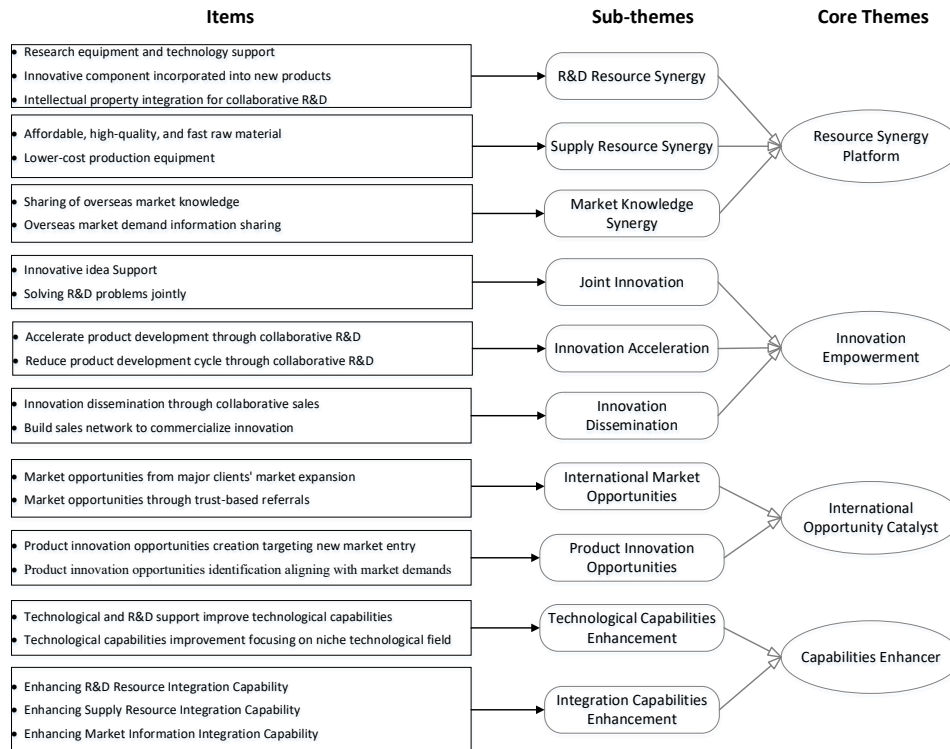 Items
Sub-themes
Core Themes
• Research equipment and technology support
• Innovative component incorporated into new products
• Intellectual property integration for collaborative R&D
R&D Resource Synergy
• Affordable, high-quality, and fast raw material
• Lower-cost production equipment
Supply Resource Synergy
Resource Synergy
Platform
• Sharing of overseas market knowledge
• Overseas market demand information sharing
Market Knowledge
Synergy
• Innovative idea Support
• Solving R&D problems jointly
Joint Innovation
• Accelerate product development through collaborative R&D
• Reduce product development cycle through collaborative R&D
Innovation Acceleration
Innovation
Empowerment
• Innovation dissemination through collaborative sales
• Build sales network to commercialize innovation
Innovation
Dissemination
• Market opportunities from major clients' market expansion
• Market opportunities through trust-based referrals
International Market
Opportunities
International
Opportunity Catalyst
• Product innovation opportunities creation targeting new market entry
• Product innovation opportunities identification aligning with market demands
Product Innovation
Opportunities
• Technological and R&D support improve technological capabilities
• Technological capabilities improvement focusing on niche technological field
Technological Capabilities
Enhancement
Capabilities Enhancer
• Enhancing R&D Resource Integration Capability
• Enhancing Supply Resource Integration Capability
• Enhancing Market Information Integration Capability
Integration Capabilities
Enhancement